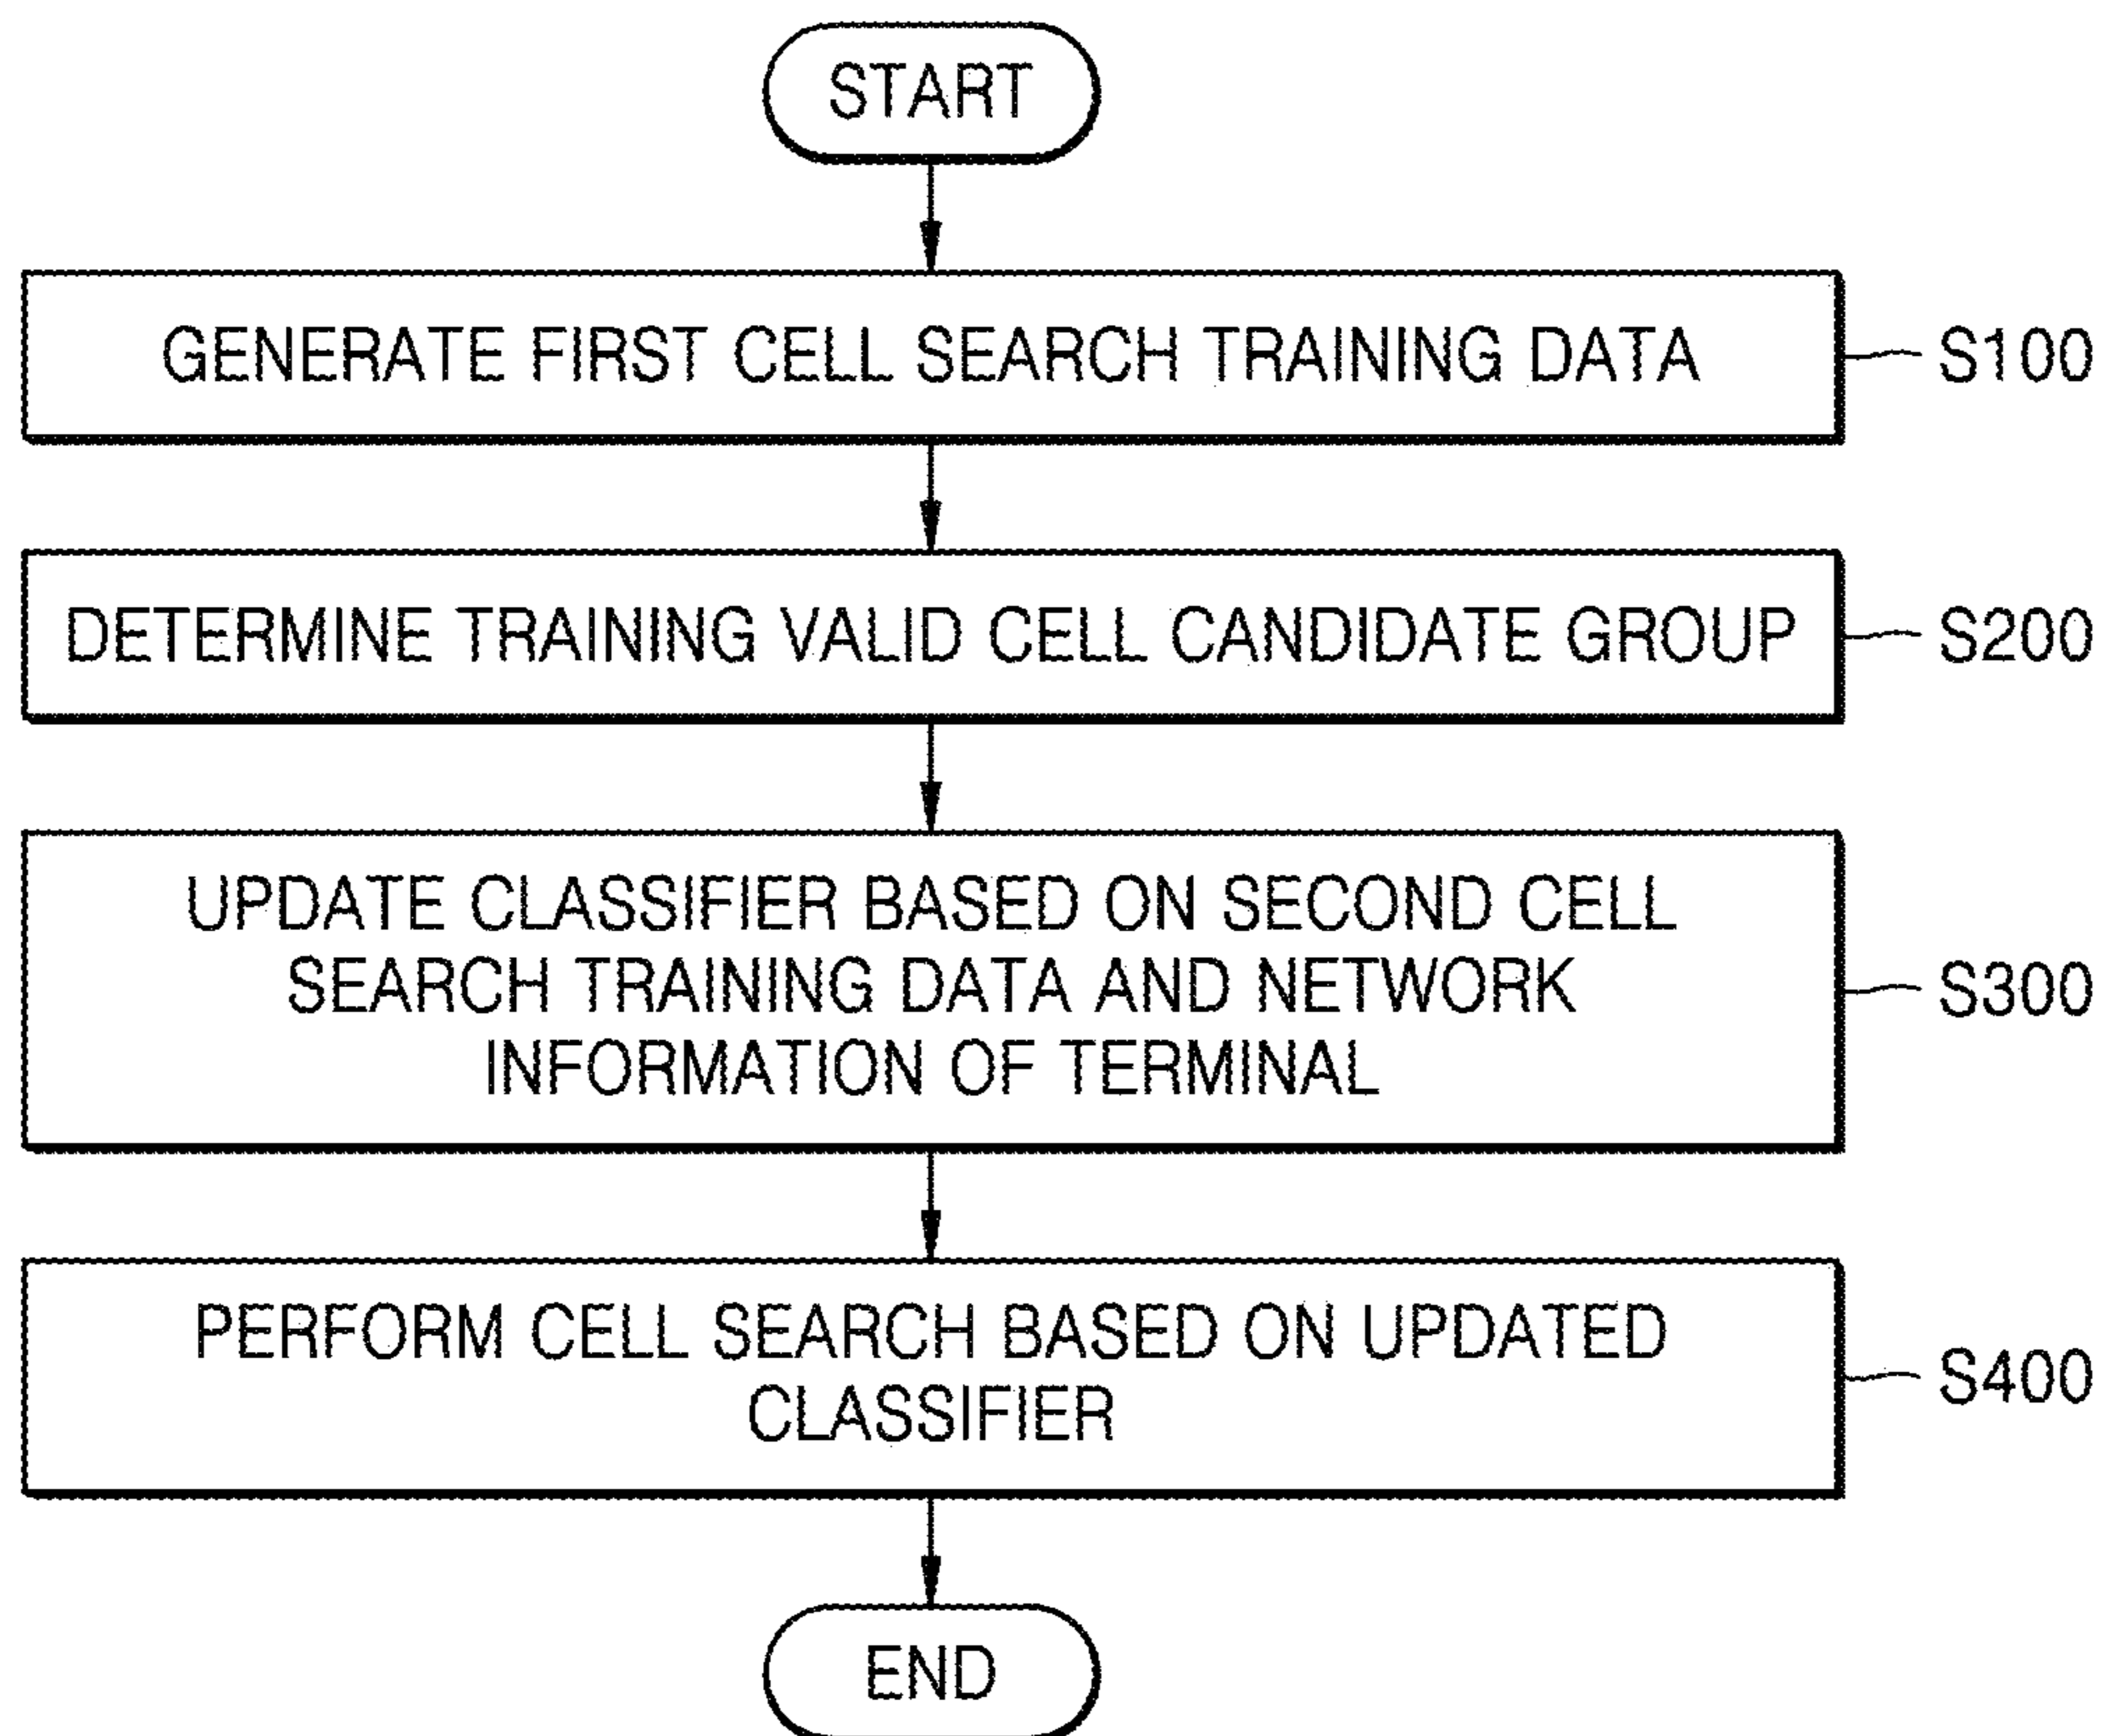 START
GENERATE FIRST CELL SEARCH TRAINING DATA
S100
DETERMINE TRAINING VALID CELL CANDIDATE GROUP
S200
UPDATE CLASSIFIER BASED ON SECOND CELL
SEARCH TRAINING DATA AND NETWORK
INFORMATION OF TERMINAL
S300
PERFORM CELL SEARCH BASED ON UPDATED
CLASSIFIER
S400
END